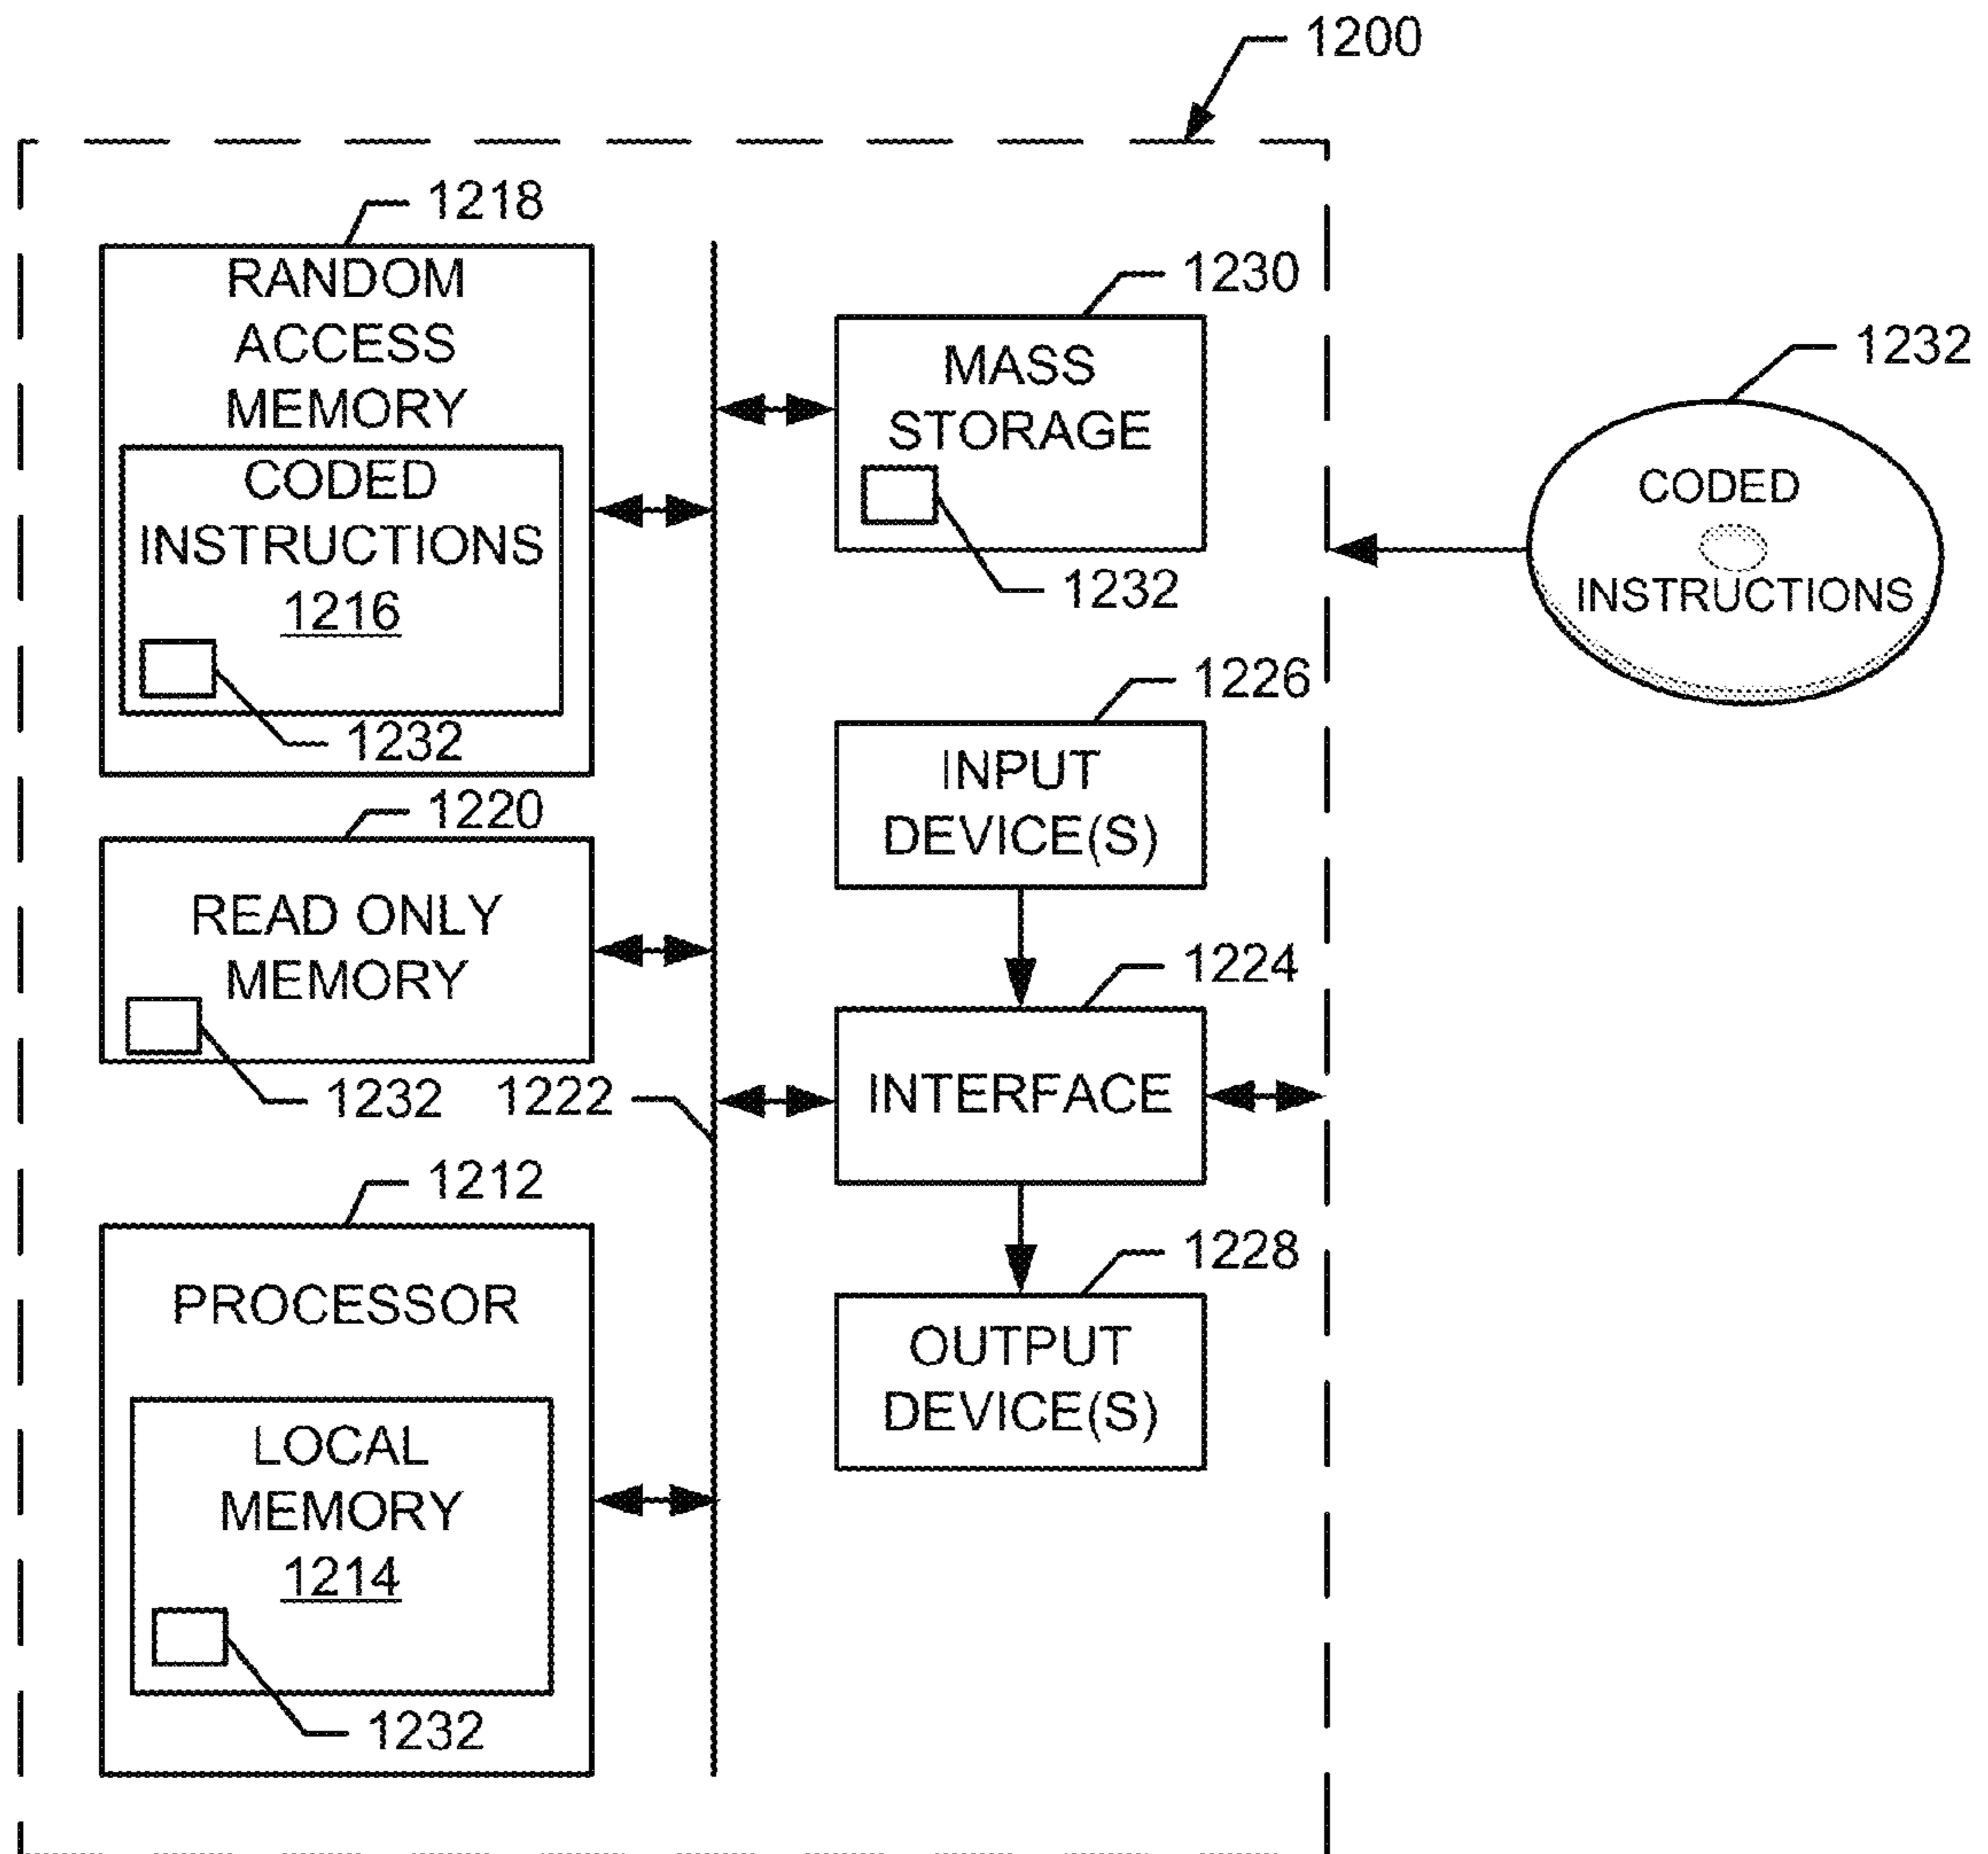 1200
1218
RANDOM
ACCESS
MEMORY
CODED
INSTRUCTIONS
1216
1232
1220
READ ONLY
MEMORY
1232
1222
1212
PROCESSOR
LOCAL
MEMORY
1214
1232
1230
MASS
STORAGE
1232
1226
INPUT
DEVICE(S)
1224
INTERFACE
1228
OUTPUT
DEVICE(S)
1232
CODED
INSTRUCTIONS